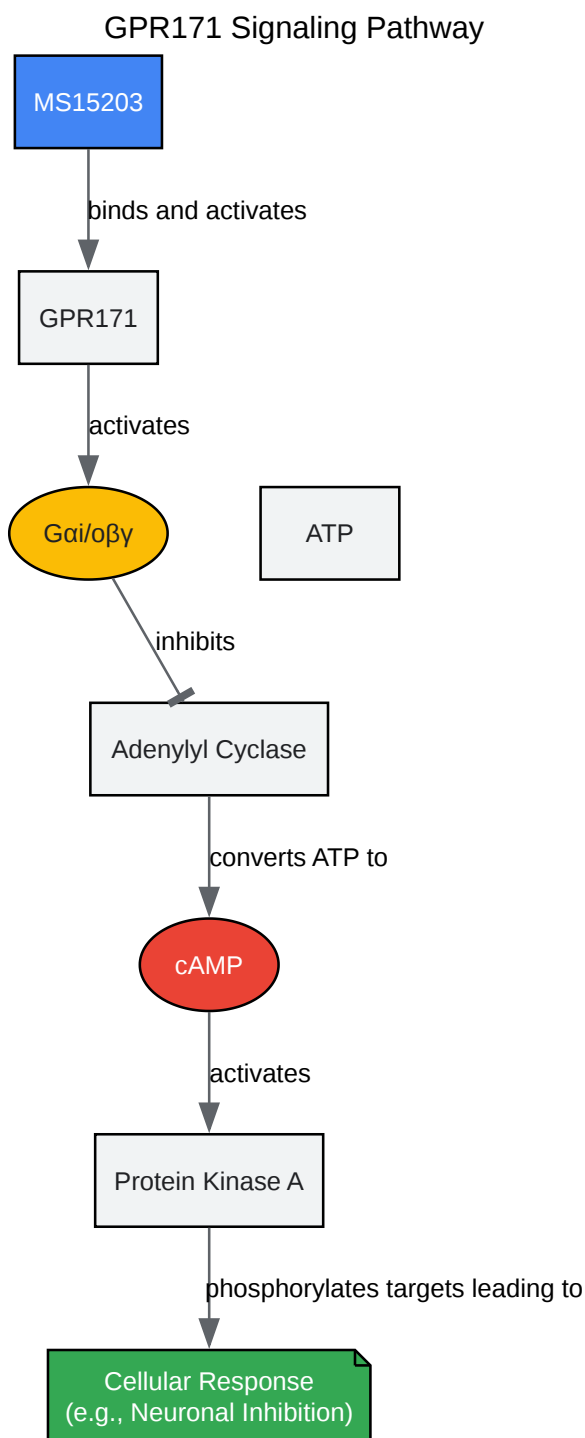 GPR171 Signaling Pathway
MS15203
binds and activates
GPR171
activates
Gαi/oβγ
ATP
inhibits
Adenylyl Cyclase
converts ATP to
cAMP
activates
Protein Kinase A
phosphorylates targets leading to
Cellular Response
(e.g., Neuronal Inhibition)